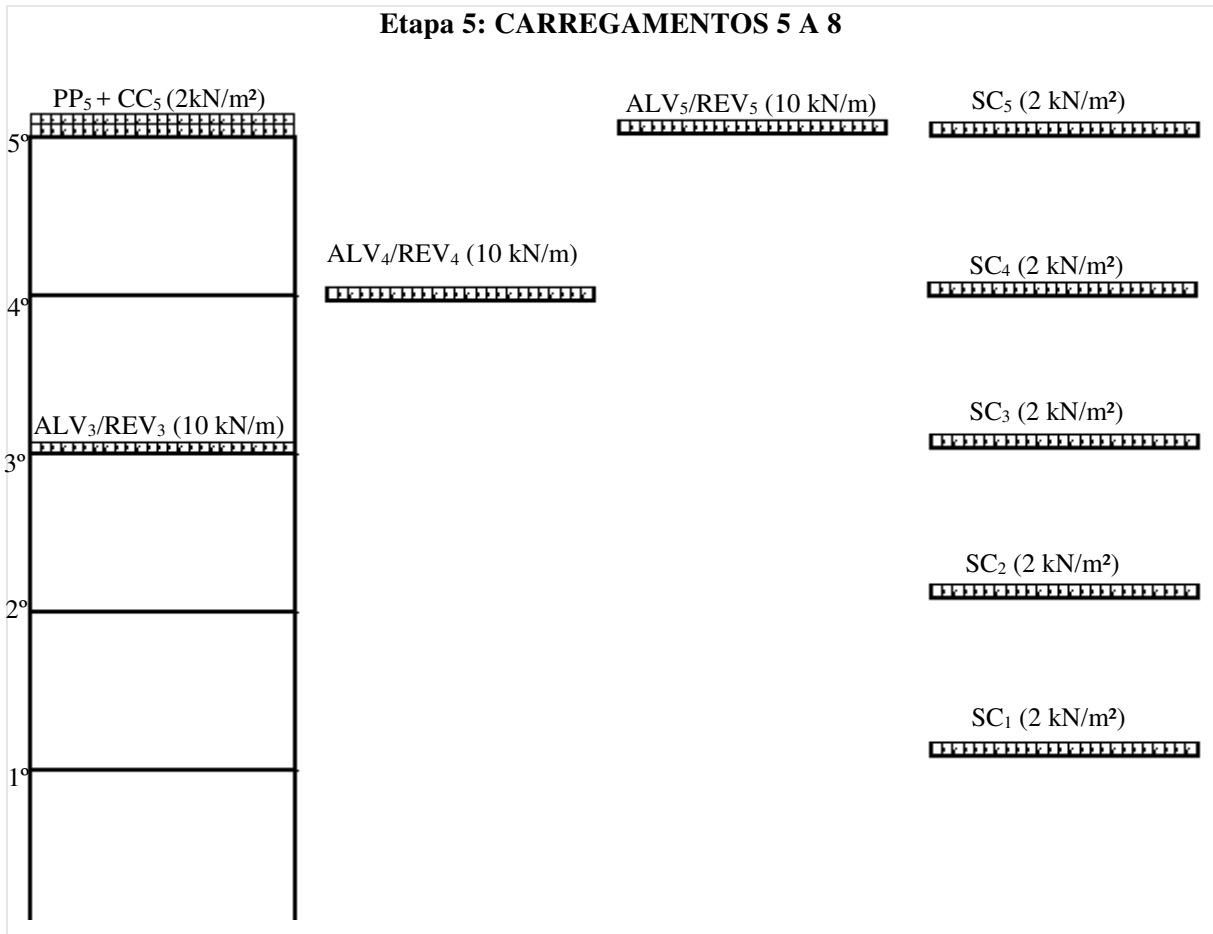 Etapa 5: CARREGAMENTOS 5 A 8
PP₅ + CC₅ (2kN/m²)
ALV₅/REV₅ (10 kN/m)
SC₅ (2 kN/m²)
5º
ALV₄/REV₄ (10 kN/m)
SC₄ (2 kN/m²)
4º
ALV₃/REV₃ (10 kN/m)
SC₃ (2 kN/m²)
3º
SC₂ (2 kN/m²)
2º
SC₁ (2 kN/m²)
1º